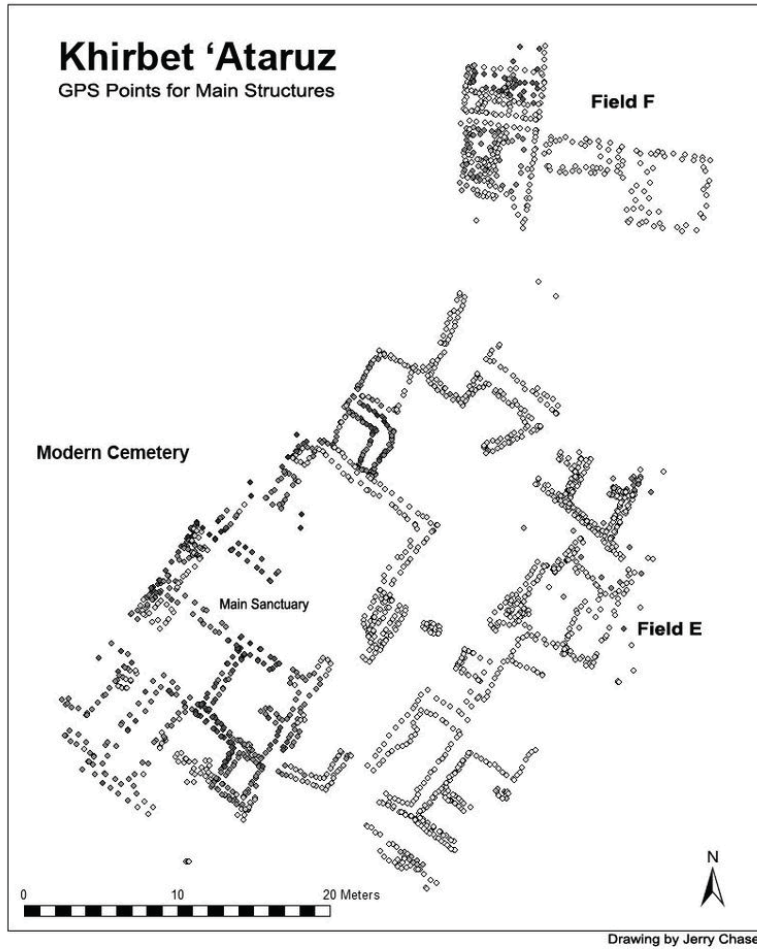 Khirbet ‘Ataruz
GPS Points for Main Structures
Field F
Modern Cemetery
Main Sanctuary
Field E
N
0 10 20 Meters
Drawing by Jerry Chase